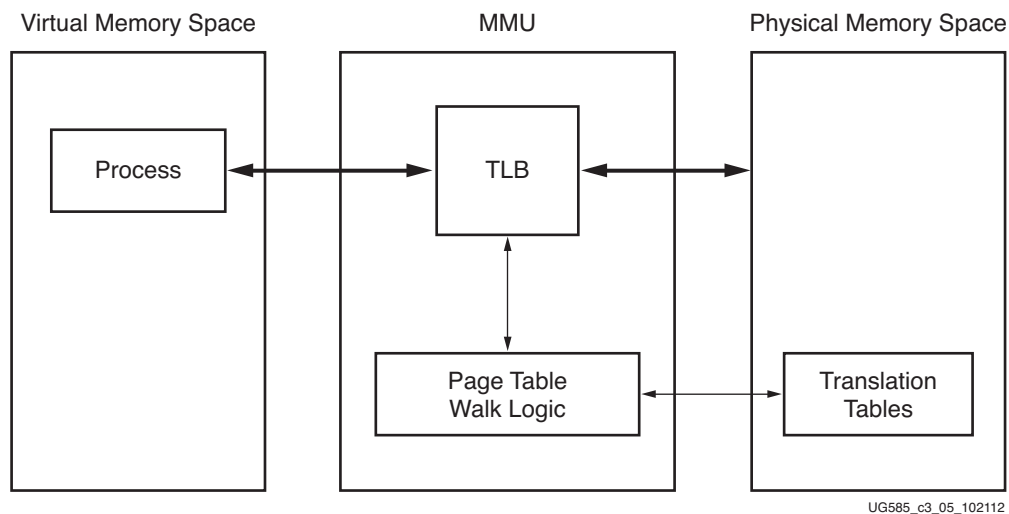 Virtual Memory Space
MMU
Physical Memory Space
Process
TLB
Page Table
Walk Logic
Translation
Tables
UG585_c3_05_102112